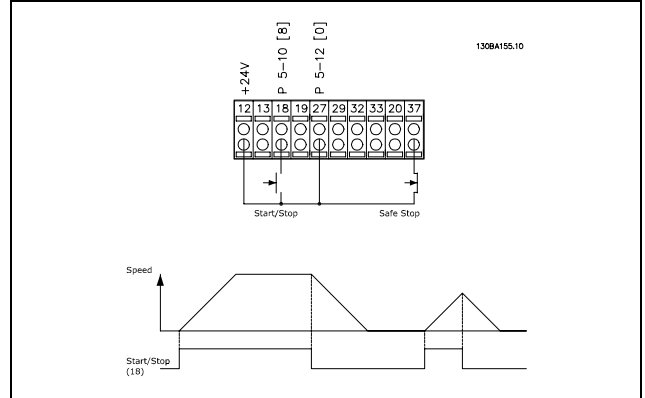 130BA155.10
+24V
P 5-10 [8]
P 5-12 [0]
12 13 18 19 27 29 32 33 20 37
Start/Stop
Safe Stop
Speed
Start/Stop
(18)